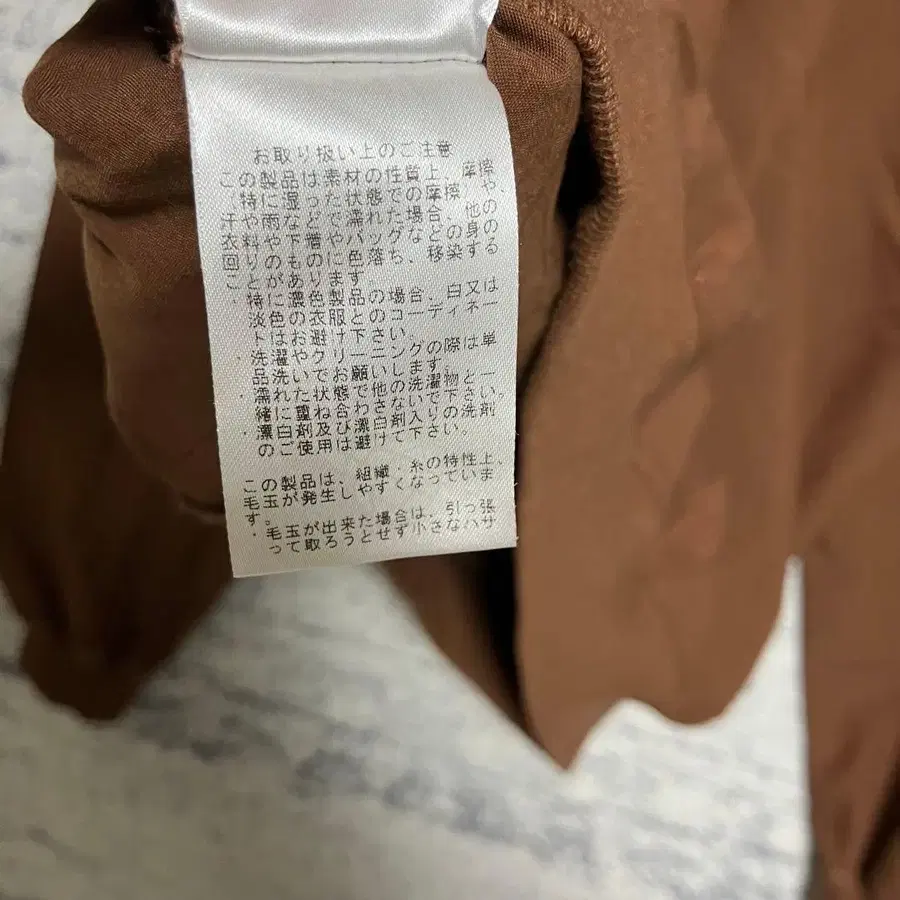 お取り扱い上のご注意
この製品は素材の性質上、摩擦や
、特に湿った状態での摩擦、
汗や雨などで濡れた場合、他の
衣料や下着やバッグなど身の
回りのものに色落ち、移染する
ことがあります
・特に濃色製品の場合、白又は
淡色の衣服とのコーディネー
トはお避け下さい。
・洗濯やクリーニングの際は単
品洗いでお願いします。
・濡れた状態で他の洗濯物と一
緒に重ね合わさないで下さい。
・漂白剤及び漂白剤入りの洗剤
のご使用は避けて下さい。
この製品は、組織・糸の特性上、
毛玉が発生しやすくなっていま
す。
・毛玉が出来た場合は、引っ張
って取ろうとせず小さなハサ